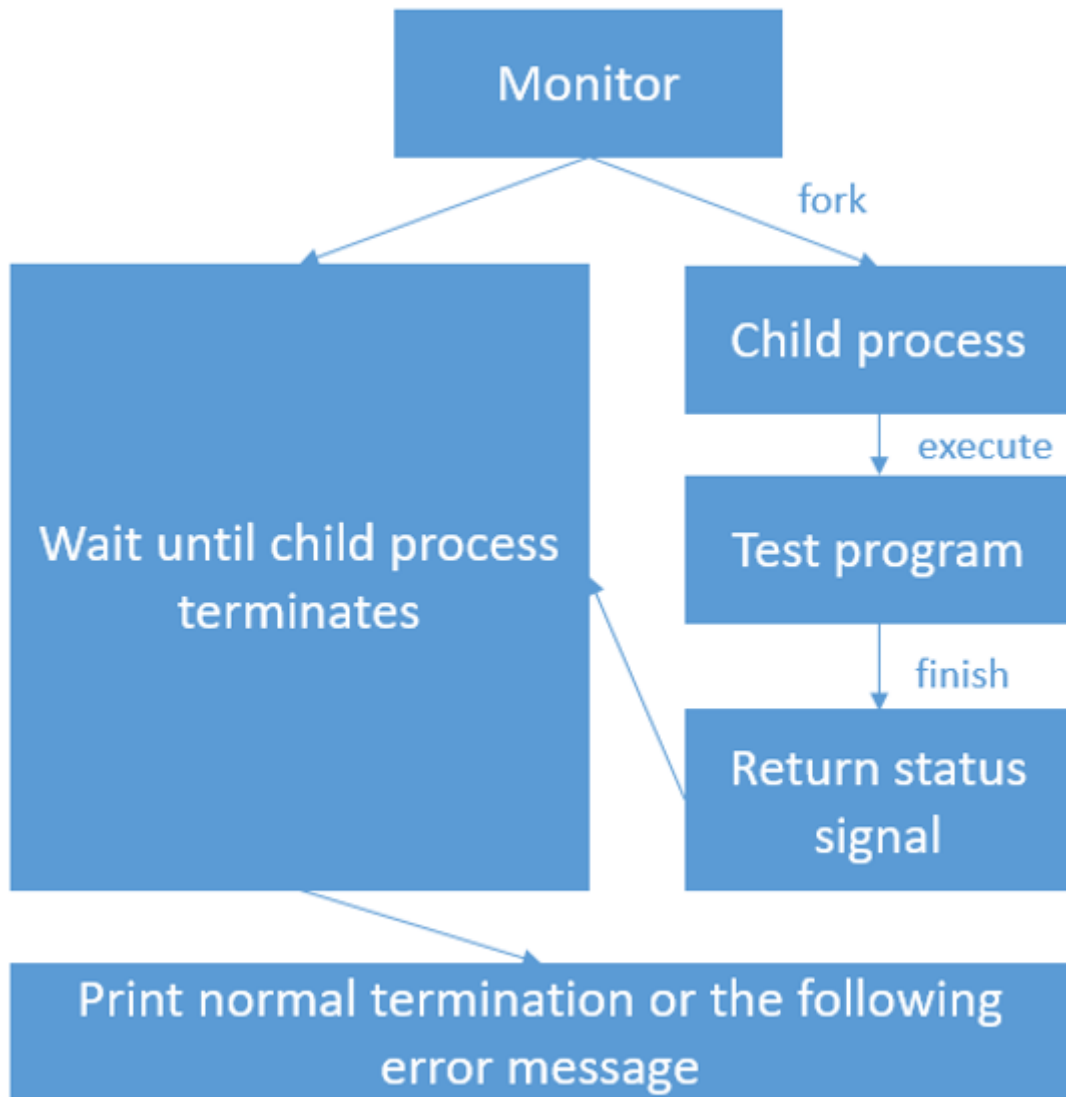 Monitor
fork
Child process
execute
Wait until child process
terminates
Test program
finish
Return status
signal
Print normal termination or the following
error message